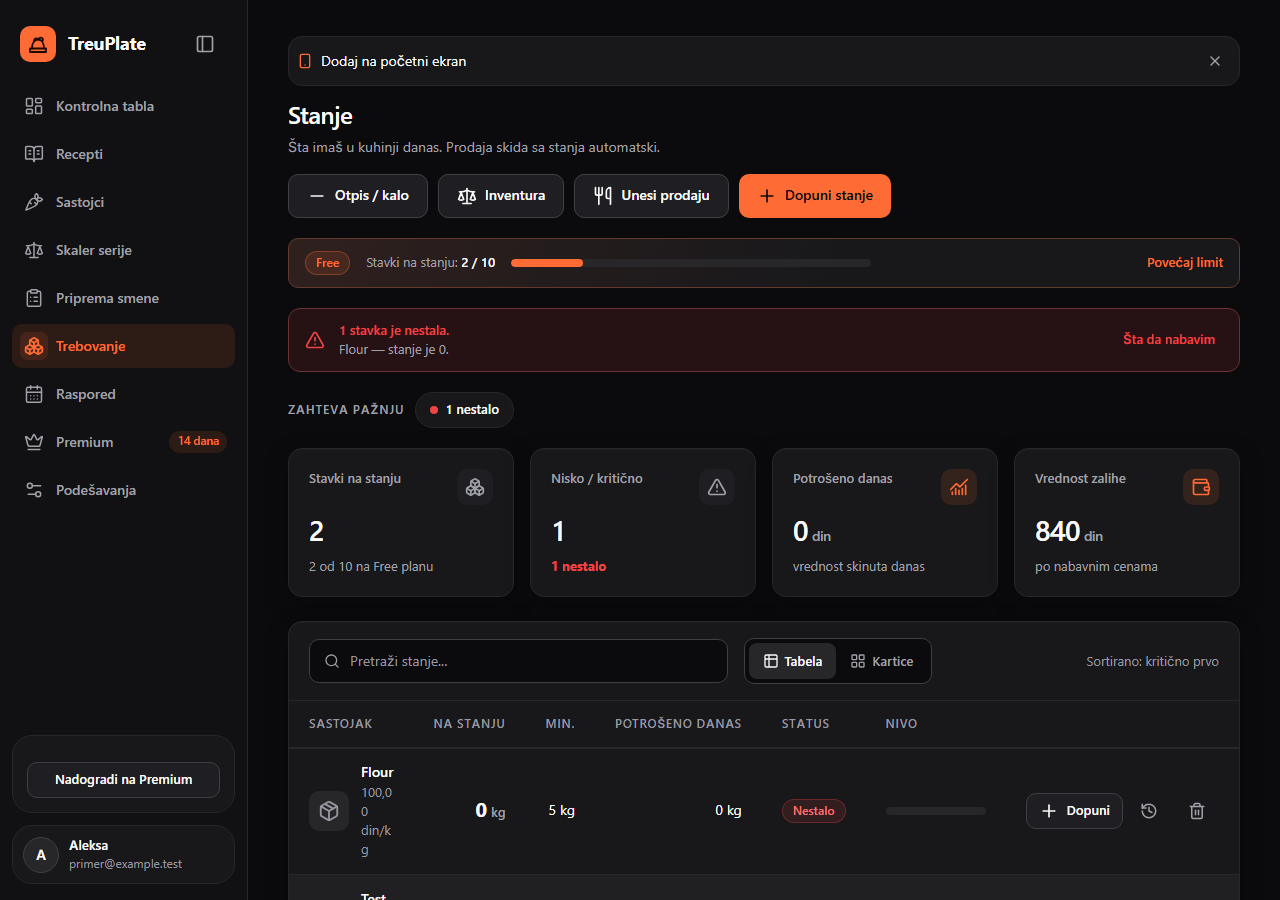 TreuPlate
Kontrolna tabla
Recepti
Sastojci
Skaler serije
Priprema smene
Trebovanje
Raspored
Premium
14 dana
Podešavanja
Nadogradi na Premium
A
Aleksa
primer@example.test
Dodaj na početni ekran
Stanje
Šta imaš u kuhinji danas. Prodaja skida sa stanja automatski.
Otpis / kalo
Inventura
Unesi prodaju
Dopuni stanje
Free
Stavki na stanju: 2 / 10
Povećaj limit
1 stavka je nestala.
Flour — stanje je 0.
Šta da nabavim
ZAHTEVA PAŽNJU
1 nestalo
Stavki na stanju
2
2 od 10 na Free planu
Nisko / kritično
1
1 nestalo
Potrošeno danas
0 din
vrednost skinuta danas
Vrednost zalihe
840 din
po nabavnim cenama
Pretraži stanje...
Tabela
Kartice
Sortirano: kritično prvo
SASTOJAK
NA STANJU
MIN.
POTROŠENO DANAS
STATUS
NIVO
Flour
100,0
0
din/k
g
0 kg
5 kg
0 kg
Nestalo
Dopuni
Test